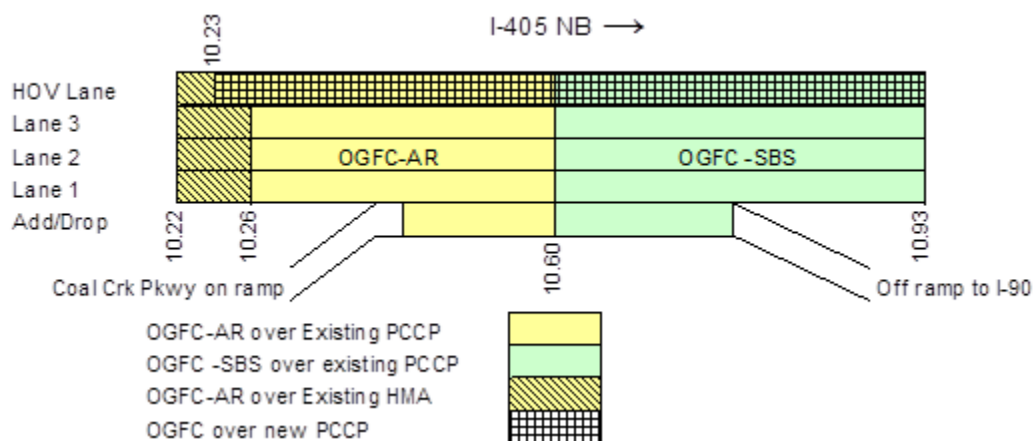 I-405 NB →
10.23
HOV Lane
Lane 3
Lane 2
OGFC-AR
OGFC -SBS
Lane 1
Add/Drop
10.22
10.26
10.60
10.93
Coal Crk Pkwy on ramp
Off ramp to I-90
OGFC-AR over Existing PCCP
OGFC -SBS over existing PCCP
OGFC-AR over Existing HMA
OGFC over new PCCP